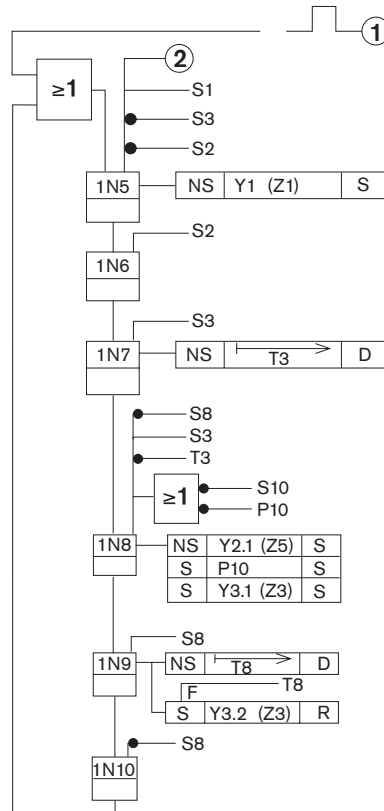 1
2
≥1
S1
S3
S2
1N5 NS Y1 (Z1) S
S2
1N6
S3
1N7 NS T3 D
S8
S3
T3
≥1 S10
P10
1N8 NS Y2.1 (Z5) S
S P10 S
S Y3.1 (Z3) S
S8
1N9 NS T8 D
F T8
S Y3.2 (Z3) R
S8
1N10